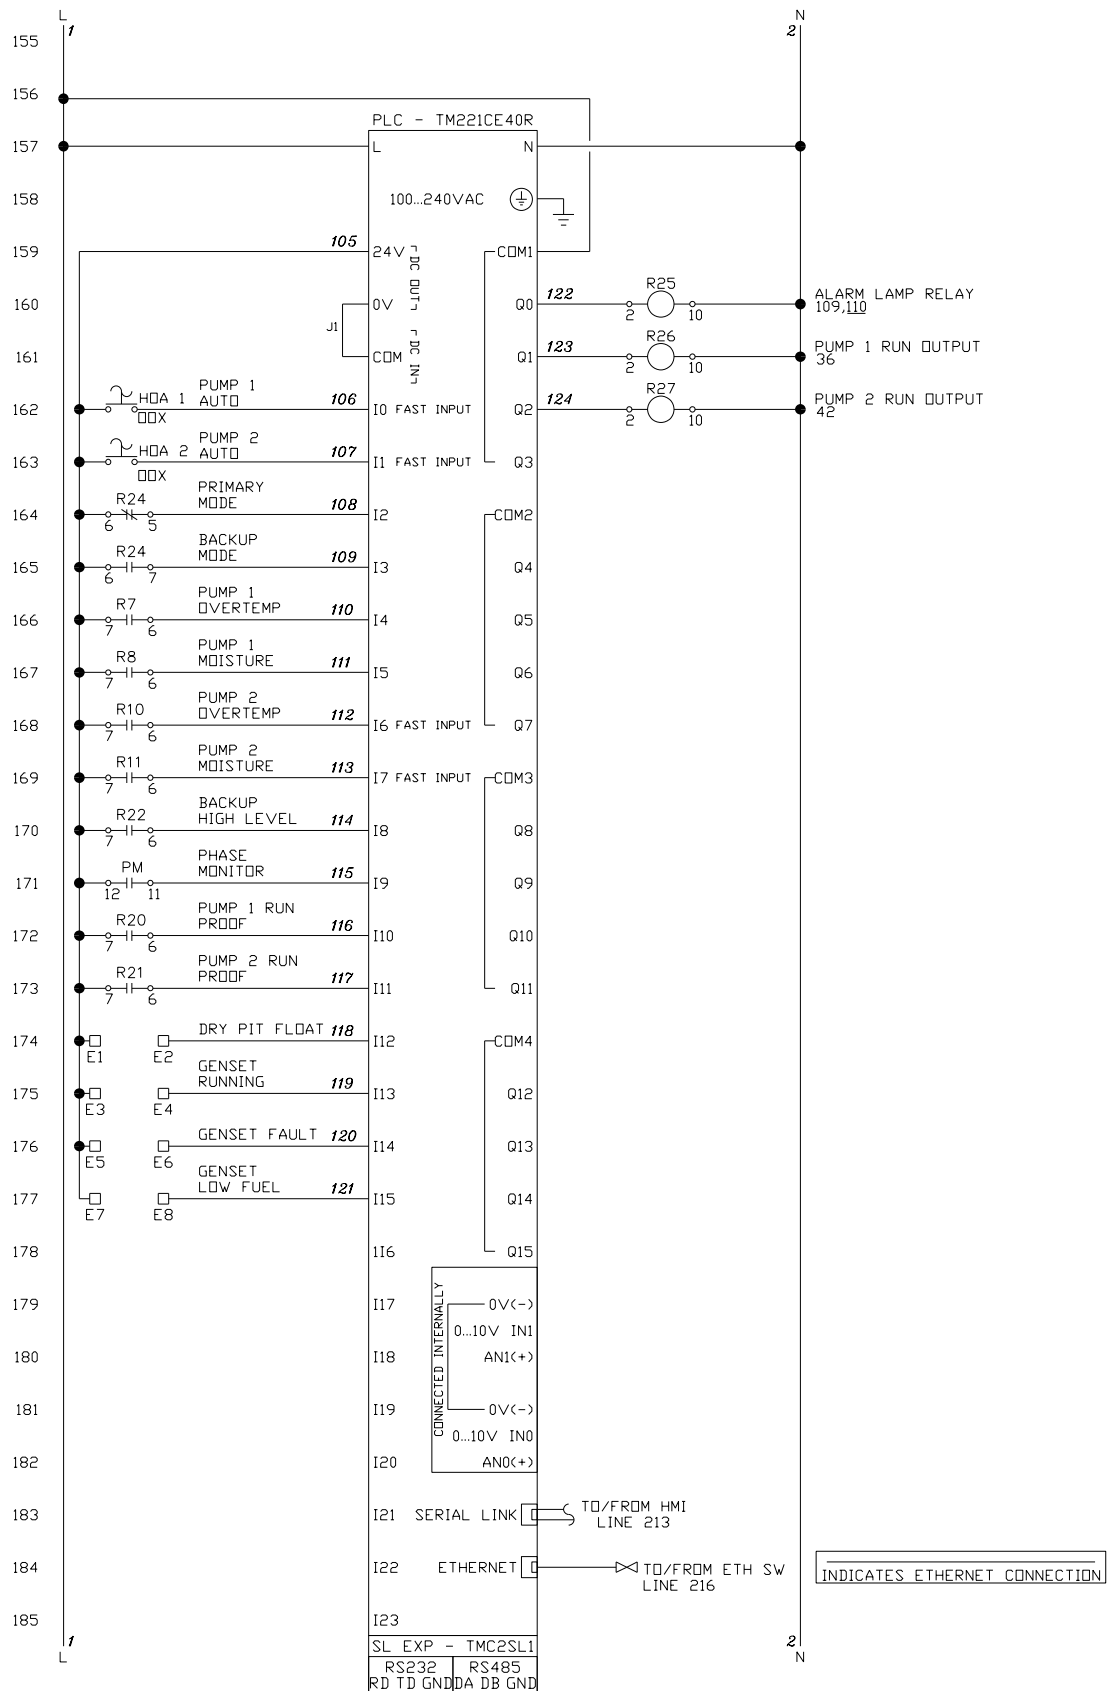 L N
1 2
155
156
PLC - TM221CE40R
157 L N
158 100...240VAC
159 105 24V DC OUT COM1
160 0V Q0 122 R25 2 10 ALARM LAMP RELAY
109,110
J1
161 COM DC IN Q1 123 R26 2 10 PUMP 1 RUN OUTPUT
36
162 HOA 1 OOX PUMP 1
AUTO 106 I0 FAST INPUT Q2 124 R27 2 10 PUMP 2 RUN OUTPUT
42
163 HOA 2 OOX PUMP 2
AUTO 107 I1 FAST INPUT Q3
164 R24 6 5 PRIMARY
MODE 108 I2 COM2
165 R24 6 7 BACKUP
MODE 109 I3 Q4
166 R7 7 6 PUMP 1
OVERTEMP 110 I4 Q5
167 R8 7 6 PUMP 1
MOISTURE 111 I5 Q6
168 R10 7 6 PUMP 2
OVERTEMP 112 I6 FAST INPUT Q7
169 R11 7 6 PUMP 2
MOISTURE 113 I7 FAST INPUT COM3
170 R22 7 6 BACKUP
HIGH LEVEL 114 I8 Q8
171 PM 12 11 PHASE
MONITOR 115 I9 Q9
172 R20 7 6 PUMP 1 RUN
PROOF 116 I10 Q10
173 R21 7 6 PUMP 2 RUN
PROOF 117 I11 Q11
174 E1 E2 DRY PIT FLOAT 118 I12 COM4
175 E3 E4 GENSET
RUNNING 119 I13 Q12
176 E5 E6 GENSET FAULT 120 I14 Q13
177 E7 E8 GENSET
LOW FUEL 121 I15 Q14
178 1I6 Q15
CONNECTED INTERNALLY
179 I17 0V(-)
0...10V IN1
180 I18 AN1(+)
181 I19 0V(-)
0...10V IN0
182 I20 AN0(+)
183 I21 SERIAL LINK TO/FROM HMI
LINE 213
184 I22 ETHERNET TO/FROM ETH SW
LINE 216
INDICATES ETHERNET CONNECTION
185 I23
1 2
L N
SL EXP - TMC2SL1
RS232 RS485
RD TD GND DA DB GND